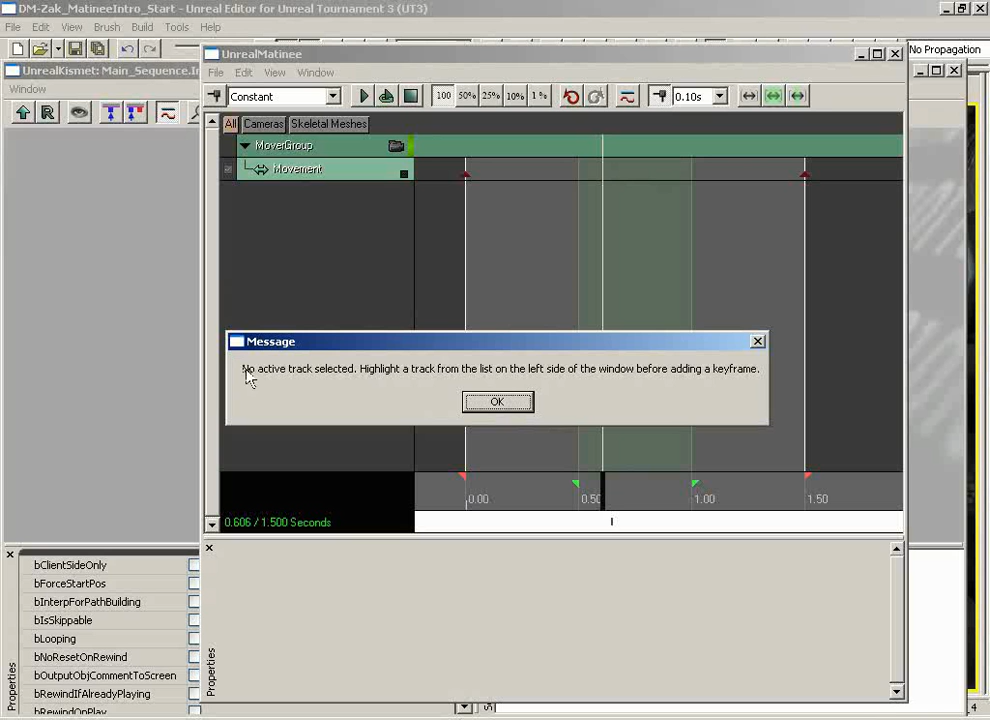 DM-Zak_MatineeIntro_Start - Unreal Editor for Unreal Tournament 3 (UT3)
File Edit View Brush Build Tools Help
No Propagation
UnrealKismet: Main_Sequence.In
Window
UnrealMatinee
File Edit View Window
Constant
100 50% 25% 10% 1 %
0.10s
All Cameras Skeletal Meshes
MoverGroup
Movement
Message
No active track selected. Highlight a track from the list on the left side of the window before adding a keyframe.
OK
0.00 0.50 1.00 1.50
0.606 / 1.500 Seconds
Properties
bClientSideOnly
bForceStartPos
bInterpForPathBuilding
bIsSkippable
bLooping
bNoResetOnRewind
bOutputObjCommentToScreen
bRewindIfAlreadyPlaying
bRewindOnPlay
Properties